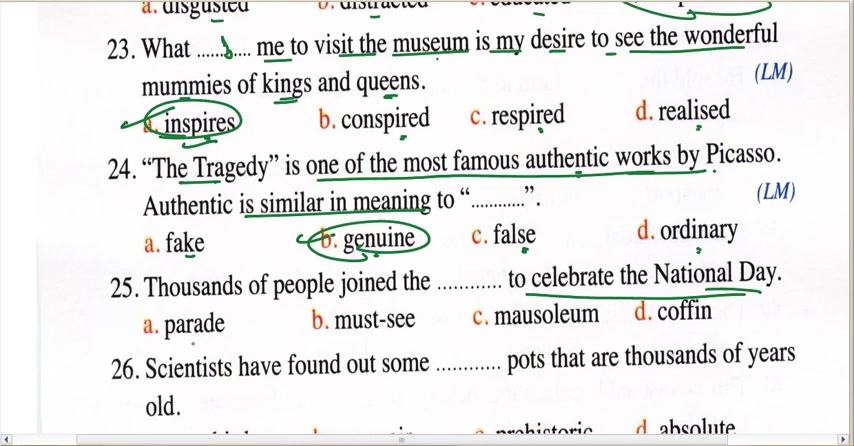 a. disgusted b. distracted
23. What ............ me to visit the museum is my desire to see the wonderful
mummies of kings and queens. (LM)
a. inspires b. conspired c. respired d. realised
24. “The Tragedy” is one of the most famous authentic works by Picasso.
Authentic is similar in meaning to “............”. (LM)
a. fake b. genuine c. false d. ordinary
25. Thousands of people joined the ............ to celebrate the National Day.
a. parade b. must-see c. mausoleum d. coffin
26. Scientists have found out some ............ pots that are thousands of years
old.
c. prehistoric d. absolute